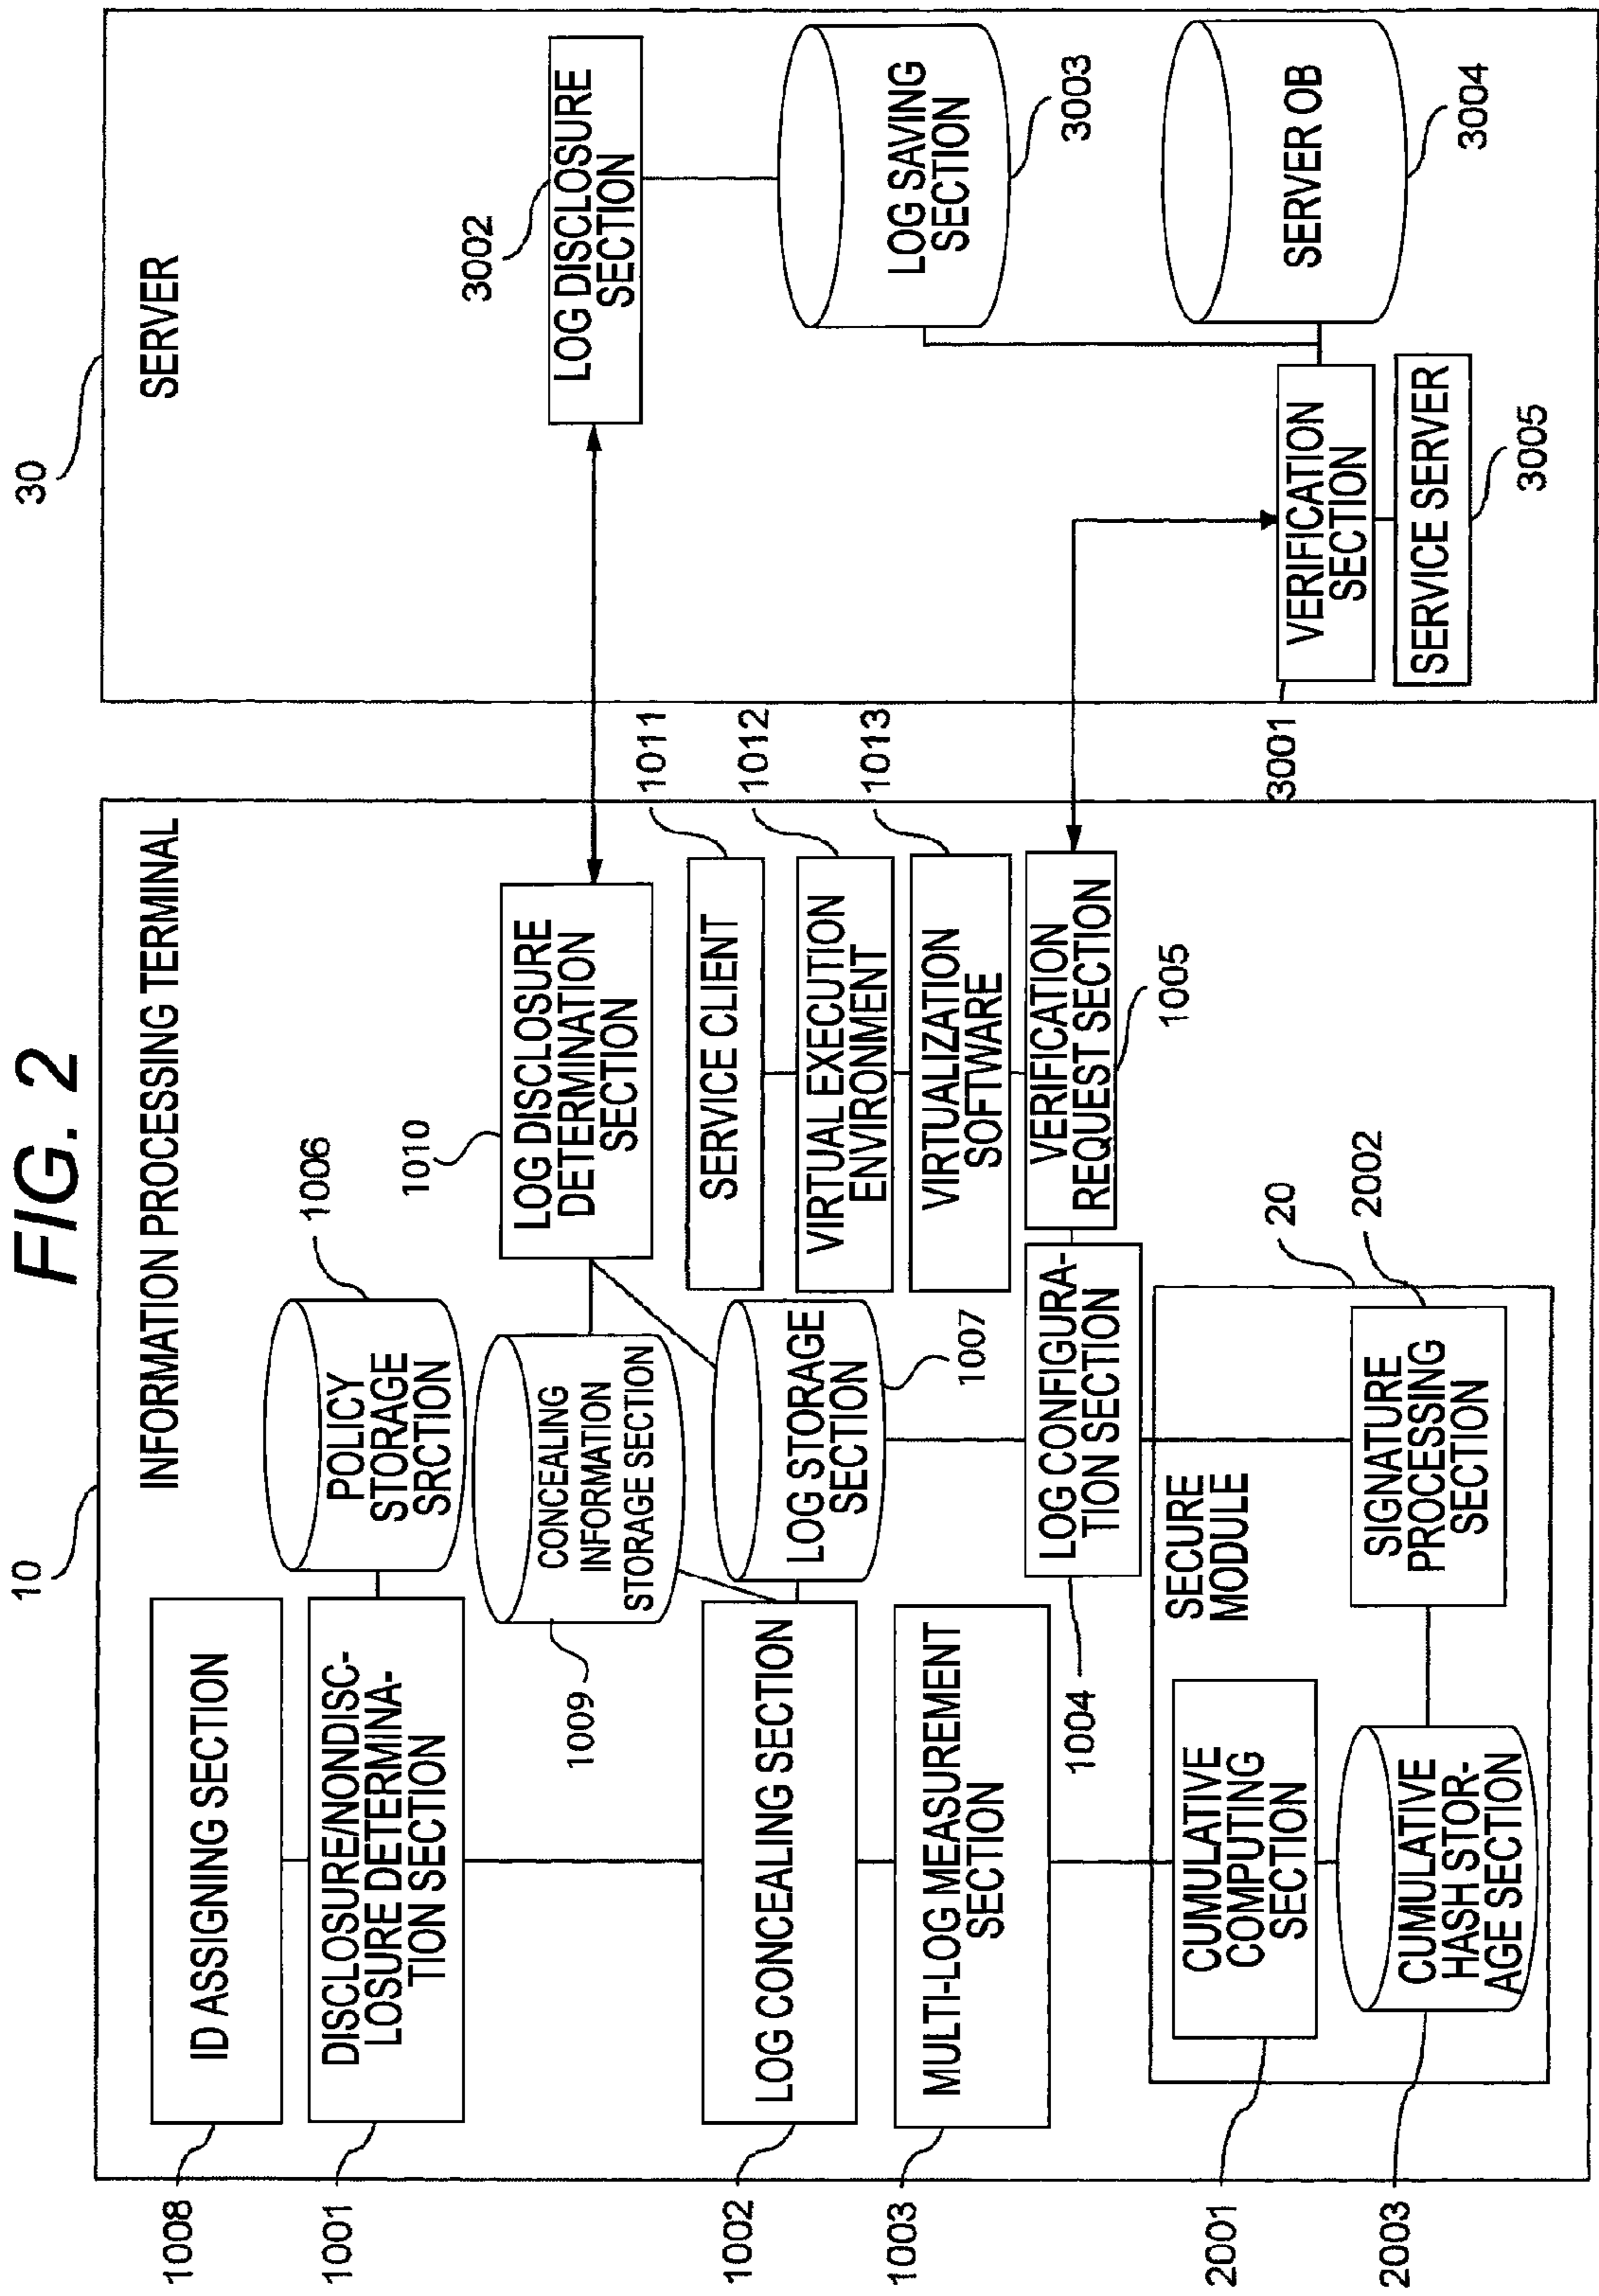 FIG. 2
10
INFORMATION PROCESSING TERMINAL
1008
ID ASSIGNING SECTION
1001
DISCLOSURE/NONDISC-
LOSURE DETERMINA-
TION SECTION
POLICY
STORAGE
SRCTION
1006
1009
CONCEALING
INFORMATION
STORAGE SECTION
1010
LOG DISCLOSURE
DETERMINATION
SECTION
1002
LOG CONCEALING SECTION
LOG STORAGE
SECTION
1007
SERVICE CLIENT
1011
VIRTUAL EXECUTION
ENVIRONMENT
1012
VIRTUALIZATION
SOFTWARE
1013
1003
MULTI-LOG MEASUREMENT
SECTION
1004
LOG CONFIGURA-
TION SECTION
VERIFICATION
REQUEST SECTION
1005
SECURE
MODULE
20
2001
CUMULATIVE
COMPUTING
SECTION
2003
CUMULATIVE
HASH STOR-
AGE SECTION
SIGNATURE
PROCESSING
SECTION
2002
30
SERVER
3002
LOG DISCLOSURE
SECTION
LOG SAVING
SECTION
3003
SERVER OB
3004
3001
VERIFICATION
SECTION
SERVICE SERVER
3005